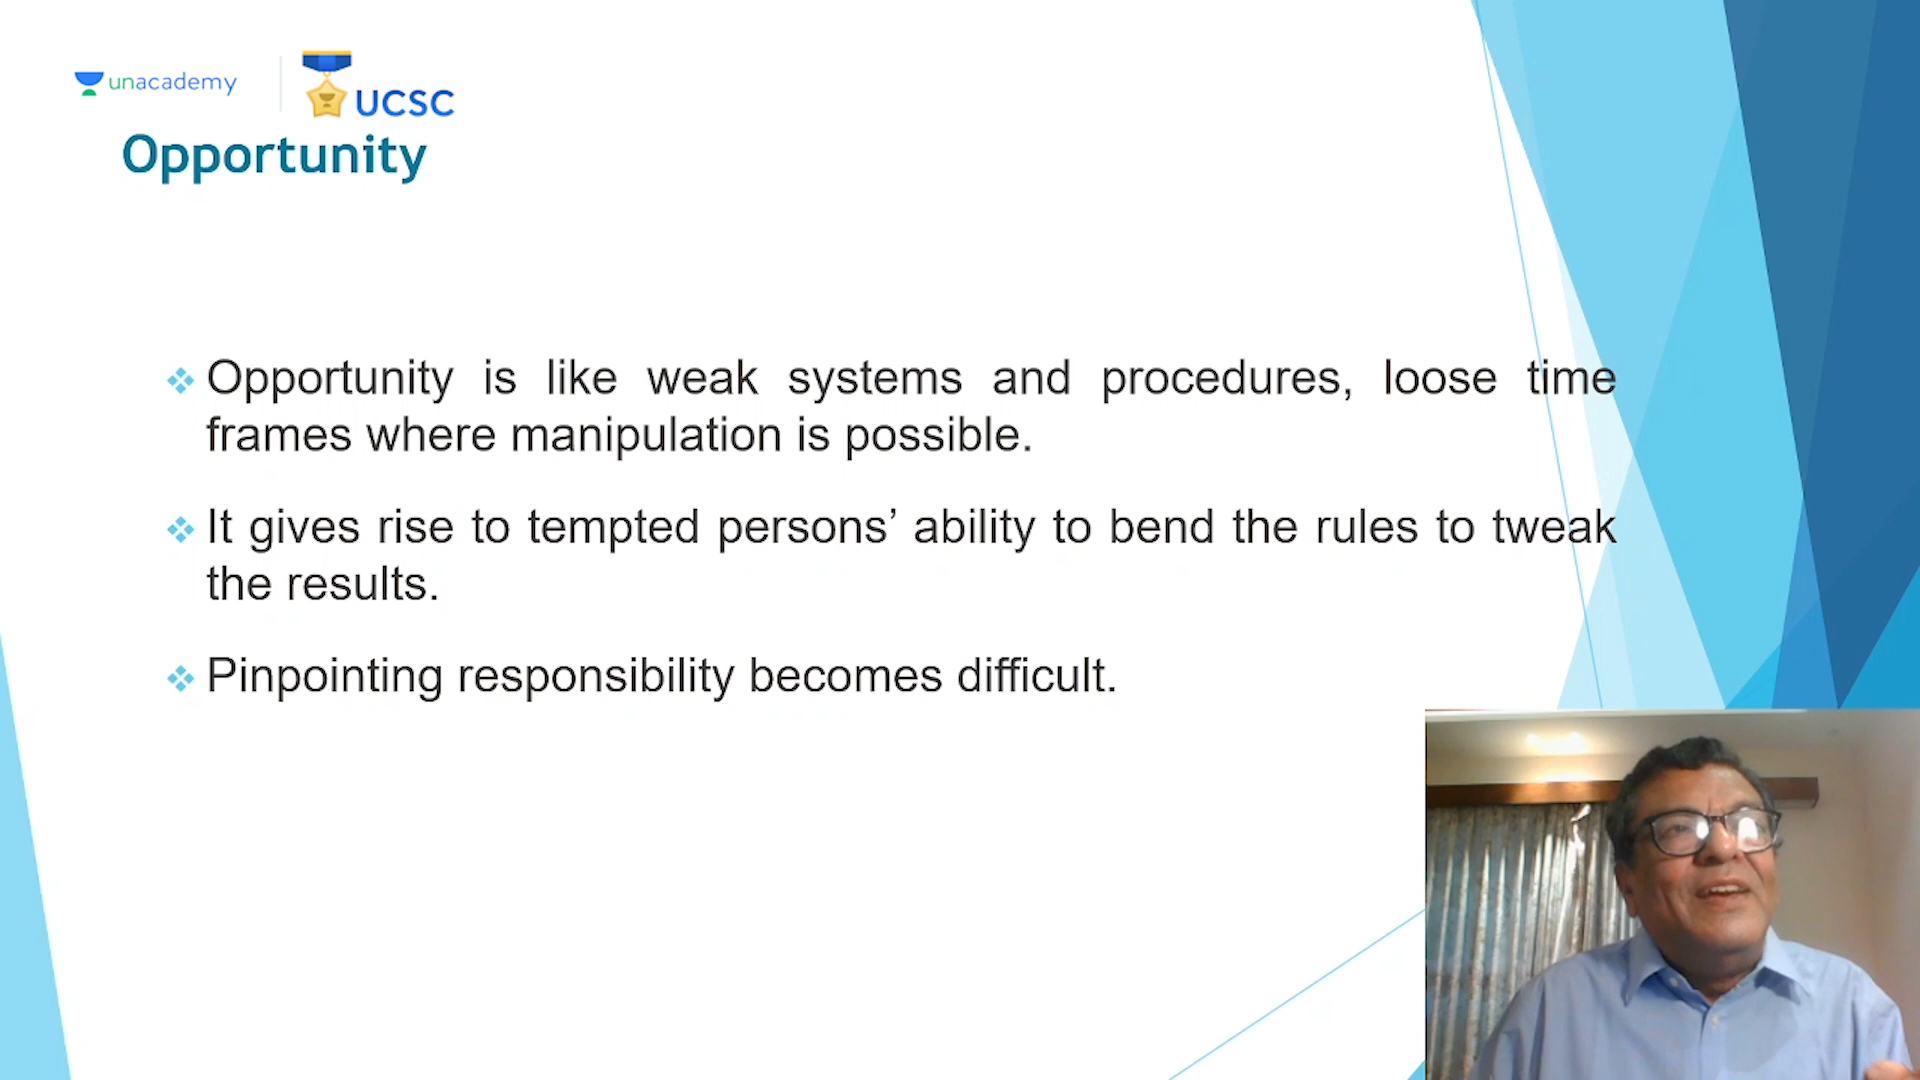 unacademy
UCSC
Opportunity
Opportunity is like weak systems and procedures, loose time
frames where manipulation is possible.
It gives rise to tempted persons’ ability to bend the rules to tweak
the results.
Pinpointing responsibility becomes difficult.